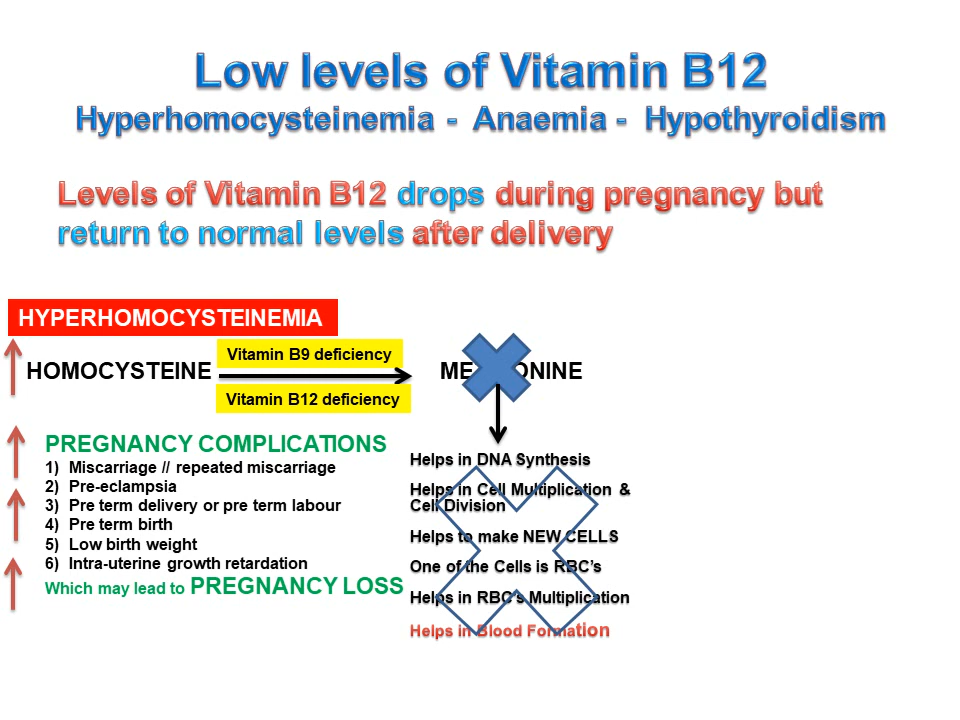 Low levels of Vitamin B12
Hyperhomocysteinemia - Anaemia - Hypothyroidism
Levels of Vitamin B12 drops during pregnancy but
return to normal levels after delivery
HYPERHOMOCYSTEINEMIA
Vitamin B9 deficiency
HOMOCYSTEINE
Vitamin B12 deficiency
PREGNANCY COMPLICATIONS
1) Miscarriage // repeated miscarriage
2) Pre-eclampsia
3) Pre term delivery or pre term labour
4) Pre term birth
5) Low birth weight
6) Intra-uterine growth retardation
Which may lead to PREGNANCY LOSS
Helps in DNA Synthesis
Helps in Cell Multiplication &
Cell Division
Helps to make NEW CELLS
One of the Cells is RBC's
Helps in RBC's Multiplication
Helps in Blood Formation